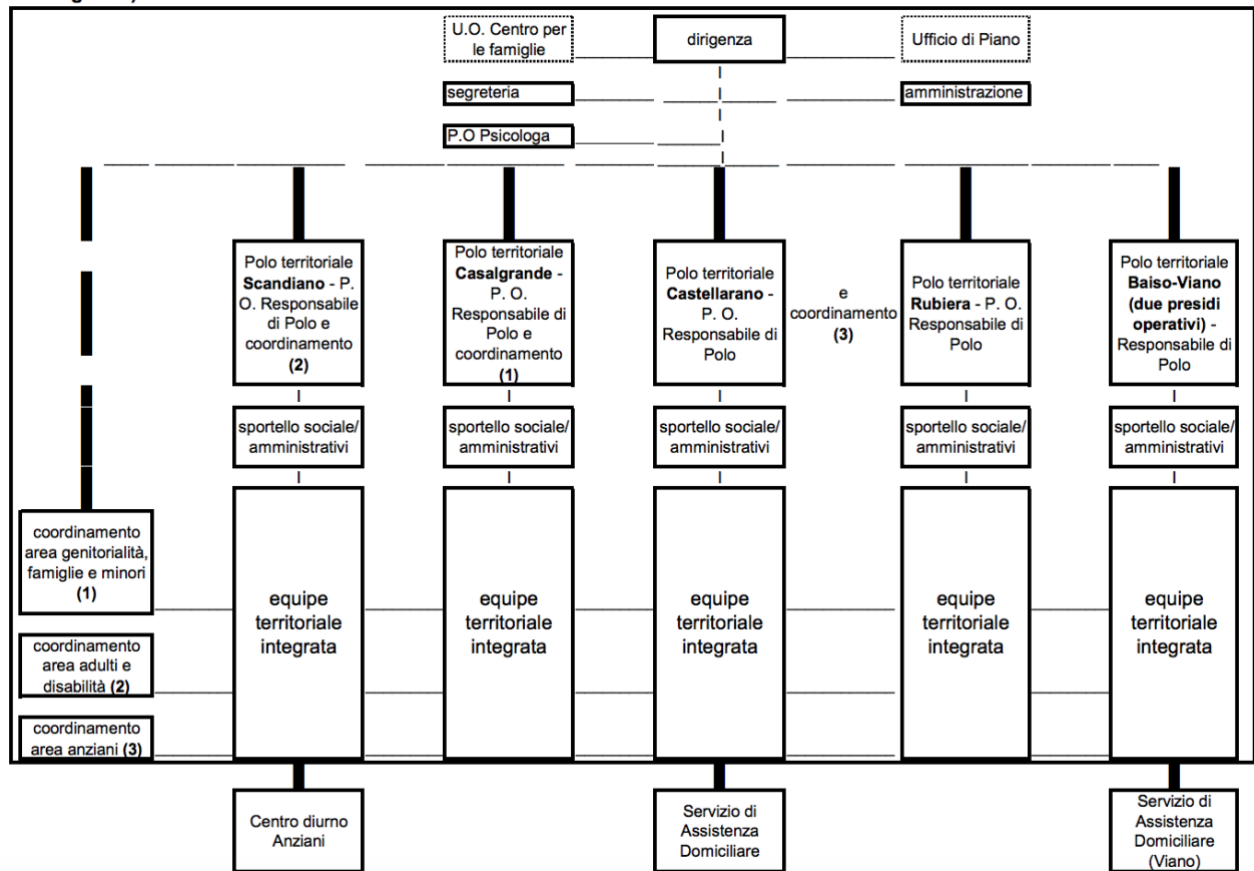 U.O. Centro per
le famiglie
dirigenza
Ufficio di Piano
segreteria
amministrazione
P.O Psicologa
Polo territoriale
Scandiano - P.
O. Responsabile
di Polo e
coordinamento
(2)
Polo territoriale
Casalgrande -
P. O.
Responsabile
di Polo e
coordinamento
(1)
Polo territoriale
Castellarano -
P. O.
Responsabile di
Polo
e
coordinamento
(3)
Polo territoriale
Rubiera - P. O.
Responsabile di
Polo
Polo territoriale
Baiso-Viano
(due presidi
operativi) -
Responsabile di
Polo
sportello sociale/
amministrativi
sportello sociale/
amministrativi
sportello sociale/
amministrativi
sportello sociale/
amministrativi
sportello sociale/
amministrativi
coordinamento
area genitorialità,
famiglie e minori
(1)
coordinamento
area adulti e
disabilità (2)
coordinamento
area anziani (3)
equipe
territoriale
integrata
equipe
territoriale
integrata
equipe
territoriale
integrata
equipe
territoriale
integrata
equipe
territoriale
integrata
Centro diurno
Anziani
Servizio di
Assistenza
Domiciliare
Servizio di
Assistenza
Domiciliare
(Viano)